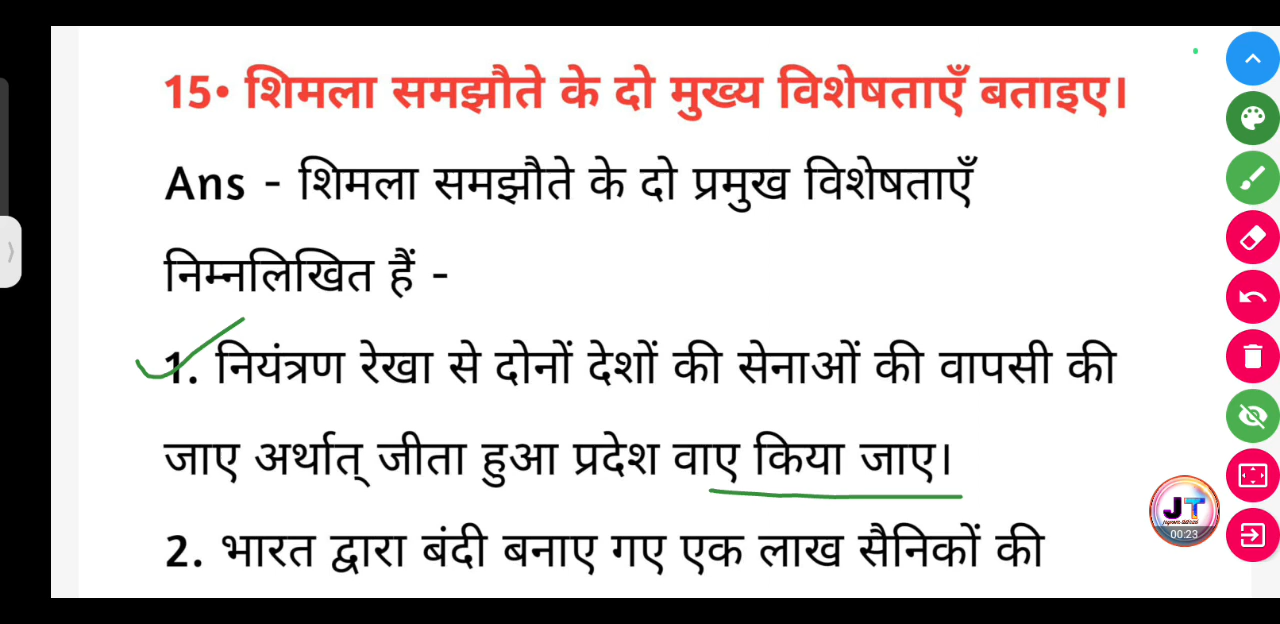 15• शिमला समझौते के दो मुख्य विशेषताएँ बताइए।
Ans - शिमला समझौते के दो प्रमुख विशेषताएँ
निम्नलिखित हैं -
1. नियंत्रण रेखा से दोनों देशों की सेनाओं की वापसी की
जाए अर्थात् जीता हुआ प्रदेश वाए किया जाए।
2. भारत द्वारा बंदी बनाए गए एक लाख सैनिकों की
JT
00:23